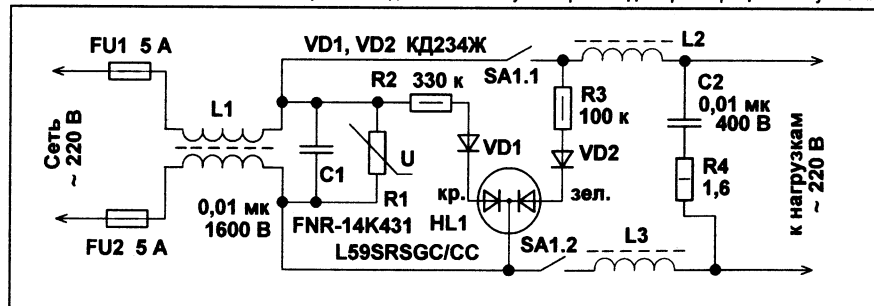 FU1 5 А
VD1, VD2 КД234Ж
L2
R2 330 к
SA1.1
L1
R3
100 к
C2
0,01 мк
400 В
Сеть
~ 220 В
VD1
VD2
C1
U
R4
1,6
R1
кр.
зел.
0,01 мк
1600 В
FNR-14K431
HL1
FU2 5 А
L59SRSGC/CC
SA1.2
L3
к нагрузкам
~ 220 В